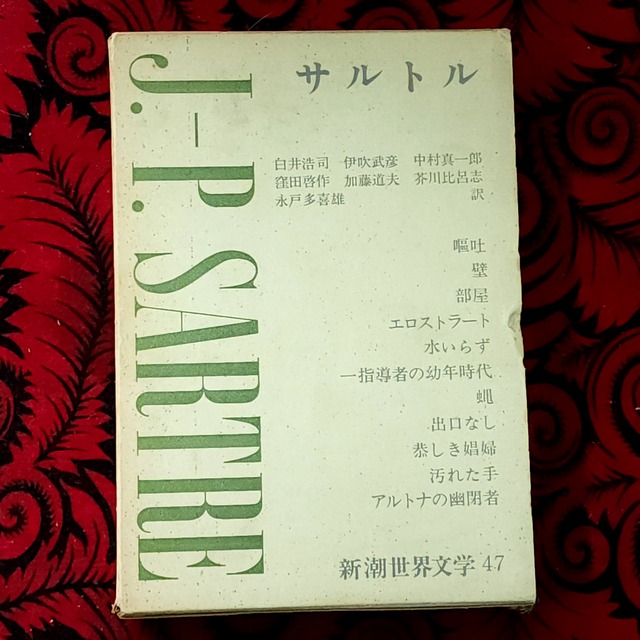 J.-P. SARTRE
サルトル
白井浩司 伊吹武彦 中村真一郎
窪田啓作 加藤道夫 芥川比呂志
永戸多喜雄 訳
嘔吐
壁
部屋
エロストラート
水いらず
一指導者の幼年時代
蝿
出口なし
恭しき娼婦
汚れた手
アルトナの幽閉者
新潮世界文学 47